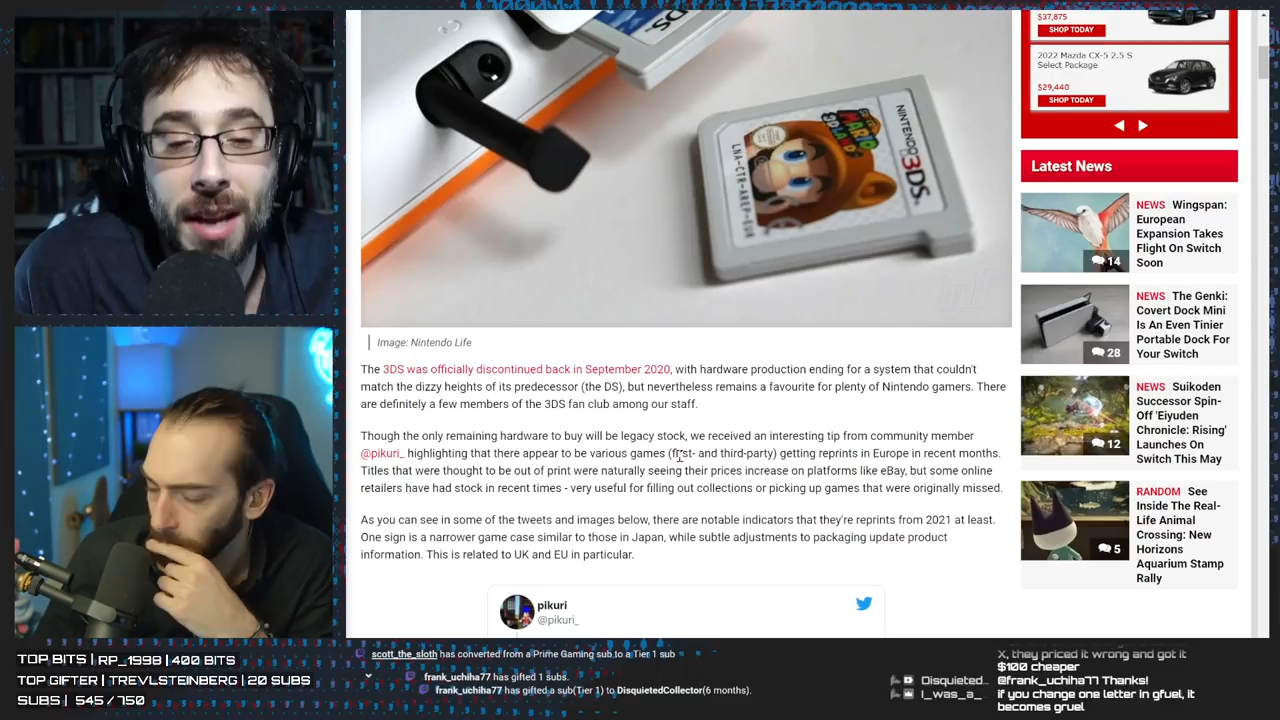 $37,875
SHOP TODAY
2022 Mazda CX-5 2.5 S
Select Package
$29,440
SHOP TODAY
3DS
NINTENDO 3DS
SUPER MARIO 3D LAND
LNA-CTR-AREP-EUR
nl
Image: Nintendo Life
The 3DS was officially discontinued back in September 2020, with hardware production ending for a system that couldn't
match the dizzy heights of its predecessor (the DS), but nevertheless remains a favourite for plenty of Nintendo gamers. There
are definitely a few members of the 3DS fan club among our staff.
Though the only remaining hardware to buy will be legacy stock, we received an interesting tip from community member
@pikuri_ highlighting that there appear to be various games (first- and third-party) getting reprints in Europe in recent months.
Titles that were thought to be out of print were naturally seeing their prices increase on platforms like eBay, but some online
retailers have had stock in recent times - very useful for filling out collections or picking up games that were originally missed.
As you can see in some of the tweets and images below, there are notable indicators that they're reprints from 2021 at least.
One sign is a narrower game case similar to those in Japan, while subtle adjustments to packaging update product
information. This is related to UK and EU in particular.
pikuri
@pikuri_
Latest News
NEWS Wingspan:
European
Expansion Takes
Flight On Switch
Soon
14
NEWS The Genki:
Covert Dock Mini
Is An Even Tinier
Portable Dock For
Your Switch
28
NEWS Suikoden
Successor Spin-
Off 'Eiyuden
Chronicle: Rising'
Launches On
Switch This May
12
RANDOM See
Inside The Real-
Life Animal
Crossing: New
Horizons
Aquarium Stamp
Rally
5
TOP BITS | RP_1998 | 400 BITS
TOP GIFTER | TREVLSTEINBERG | 20 SUBS
SUBS | 545 / 750
scott_the_sloth has converted from a Prime Gaming sub to a Tier 1 sub
frank_uchiha77 has gifted 1 subs.
frank_uchiha77 has gifted a sub(Tier 1) to DisquietedCollector(6 months).
X, they priced it wrong and got it
$100 cheaper
Disquieted... @frank_uchiha77 Thanks!
I_was_a_... if you change one letter in gfuel, it
becomes gruel